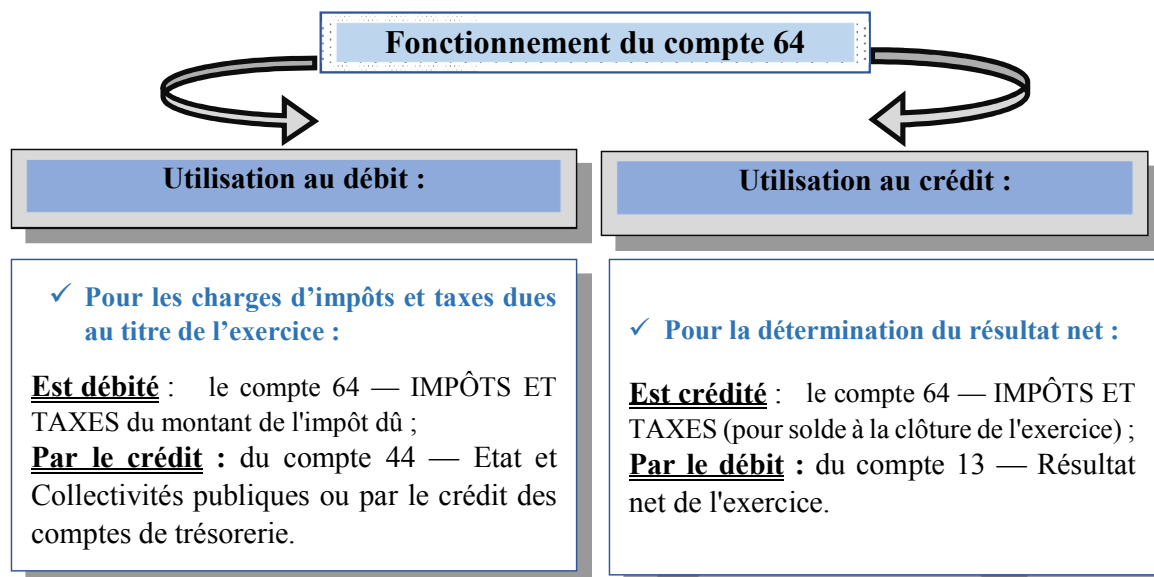 Fonctionnement du compte 64
Utilisation au débit :
✓ Pour les charges d’impôts et taxes dues
au titre de l’exercice :
Est débité : le compte 64 — IMPÔTS ET
TAXES du montant de l'impôt dû ;
Par le crédit : du compte 44 — Etat et
Collectivités publiques ou par le crédit des
comptes de trésorerie.
Utilisation au crédit :
✓ Pour la détermination du résultat net :
Est crédité : le compte 64 — IMPÔTS ET
TAXES (pour solde à la clôture de l'exercice) ;
Par le débit : du compte 13 — Résultat
net de l'exercice.